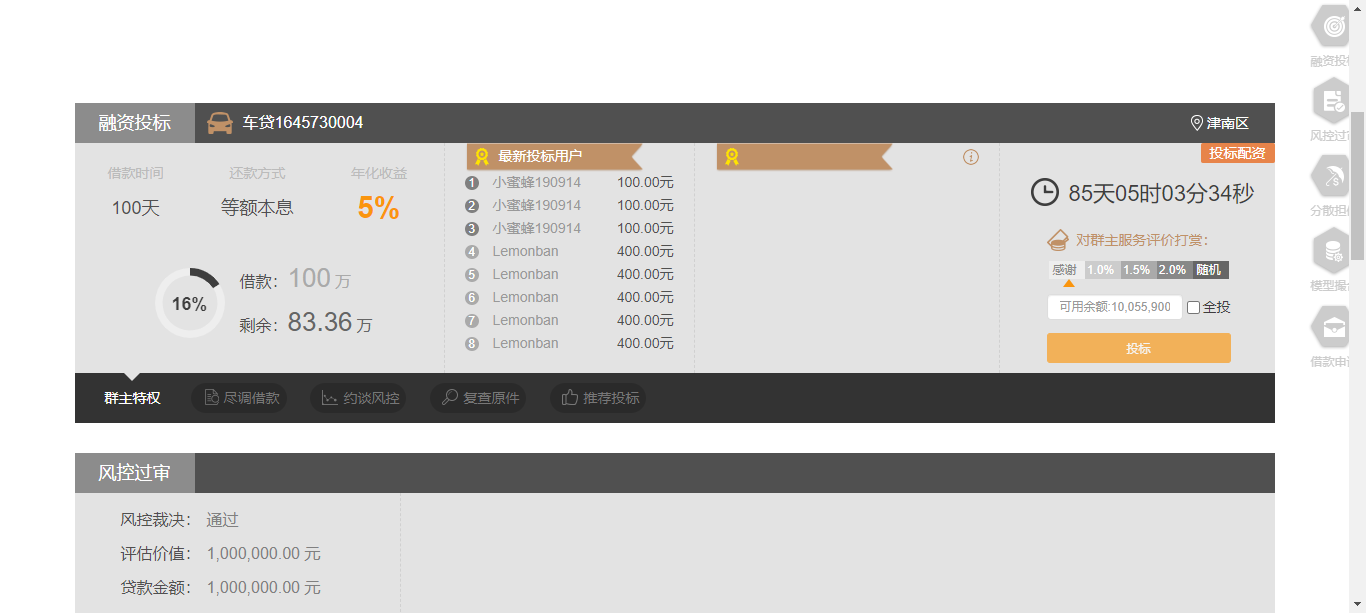 融资投标 车贷1645730004 津南区
借款时间 还款方式 年化收益
100天 等额本息 5%
16%
借款: 100 万
剩余: 83.36 万
最新投标用户
1 小蜜蜂190914 100.00元
2 小蜜蜂190914 100.00元
3 小蜜蜂190914 100.00元
4 Lemonban 400.00元
5 Lemonban 400.00元
6 Lemonban 400.00元
7 Lemonban 400.00元
8 Lemonban 400.00元
投标配资
85天05时03分34秒
对群主服务评价打赏:
感谢 1.0% 1.5% 2.0% 随机
可用余额:10,055,900 全投
投标
群主特权 尽调借款 约谈风控 复查原件 推荐投标
风控过审
风控裁决: 通过
评估价值: 1,000,000.00 元
贷款金额: 1,000,000.00 元
融资投
风控过
分散担
模型撮
借款申